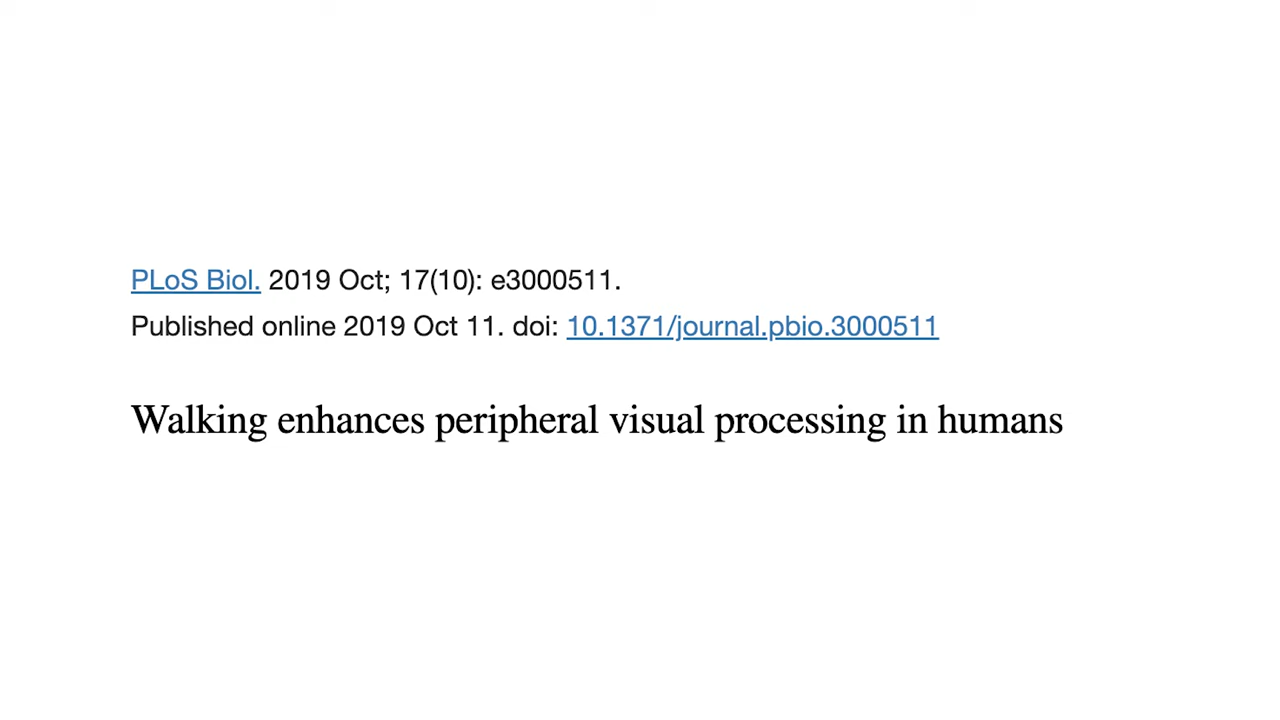 PLoS Biol. 2019 Oct; 17(10): e3000511.
Published online 2019 Oct 11. doi: 10.1371/journal.pbio.3000511
Walking enhances peripheral visual processing in humans